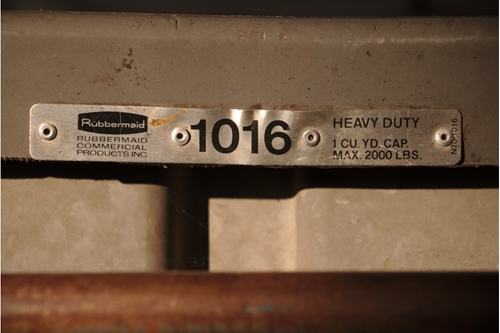 Rubbermaid
RUBBERMAID
COMMERCIAL
PRODUCTS INC
1016
HEAVY DUTY
1 CU. YD. CAP.
MAX. 2000 LBS.